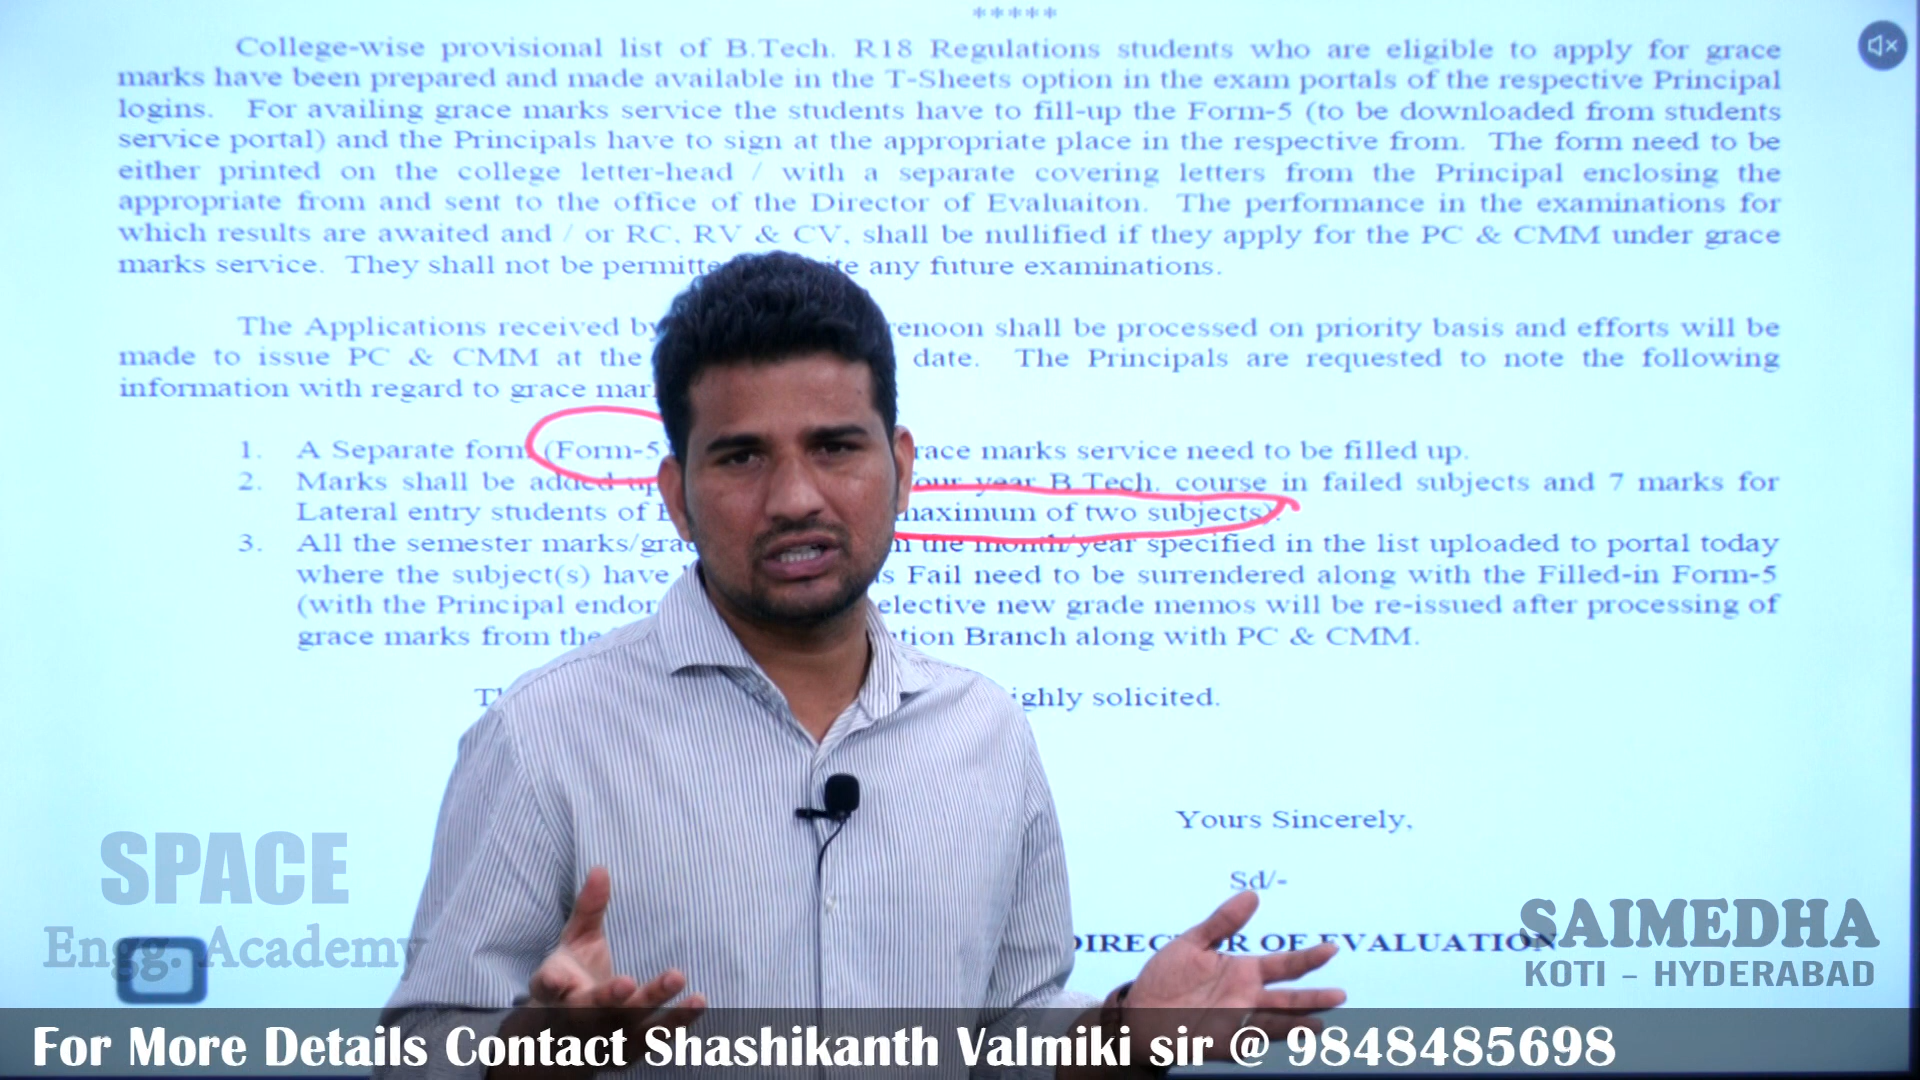 *****
College-wise provisional list of B.Tech. R18 Regulations students who are eligible to apply for grace
marks have been prepared and made available in the T-Sheets option in the exam portals of the respective Principal
logins. For availing grace marks service the students have to fill-up the Form-5 (to be downloaded from students
service portal) and the Principals have to sign at the appropriate place in the respective from. The form need to be
either printed on the college letter-head / with a separate covering letters from the Principal enclosing the
appropriate from and sent to the office of the Director of Evaluaiton. The performance in the examinations for
which results are awaited and / or RC, RV & CV, shall be nullified if they apply for the PC & CMM under grace
marks service. They shall not be any future examinations.
The Applications received by shall be processed on priority basis and efforts will be
made to issue PC & CMM at the date. The Principals are requested to note the following
information with regard to grace
1. A Separate form (Form-5 marks service need to be filled up.
2. Marks shall be added year B.Tech. course in failed subjects and 7 marks for
Lateral entry students of maximum of two subjects).
3. All the semester the month/year specified in the list uploaded to portal today
where the subject(s) have Fail need to be surrendered along with the Filled-in Form-5
(with the Principal elective new grade memos will be re-issued after processing of
grace marks from the Branch along with PC & CMM.
solicited.
Yours Sincerely,
Sd/-
DIRECTOR OF EVALUATION
SPACE
Engg. Academy
SAIMEDHA
KOTI - HYDERABAD
For More Details Contact Shashikanth Valmiki sir @ 9848485698